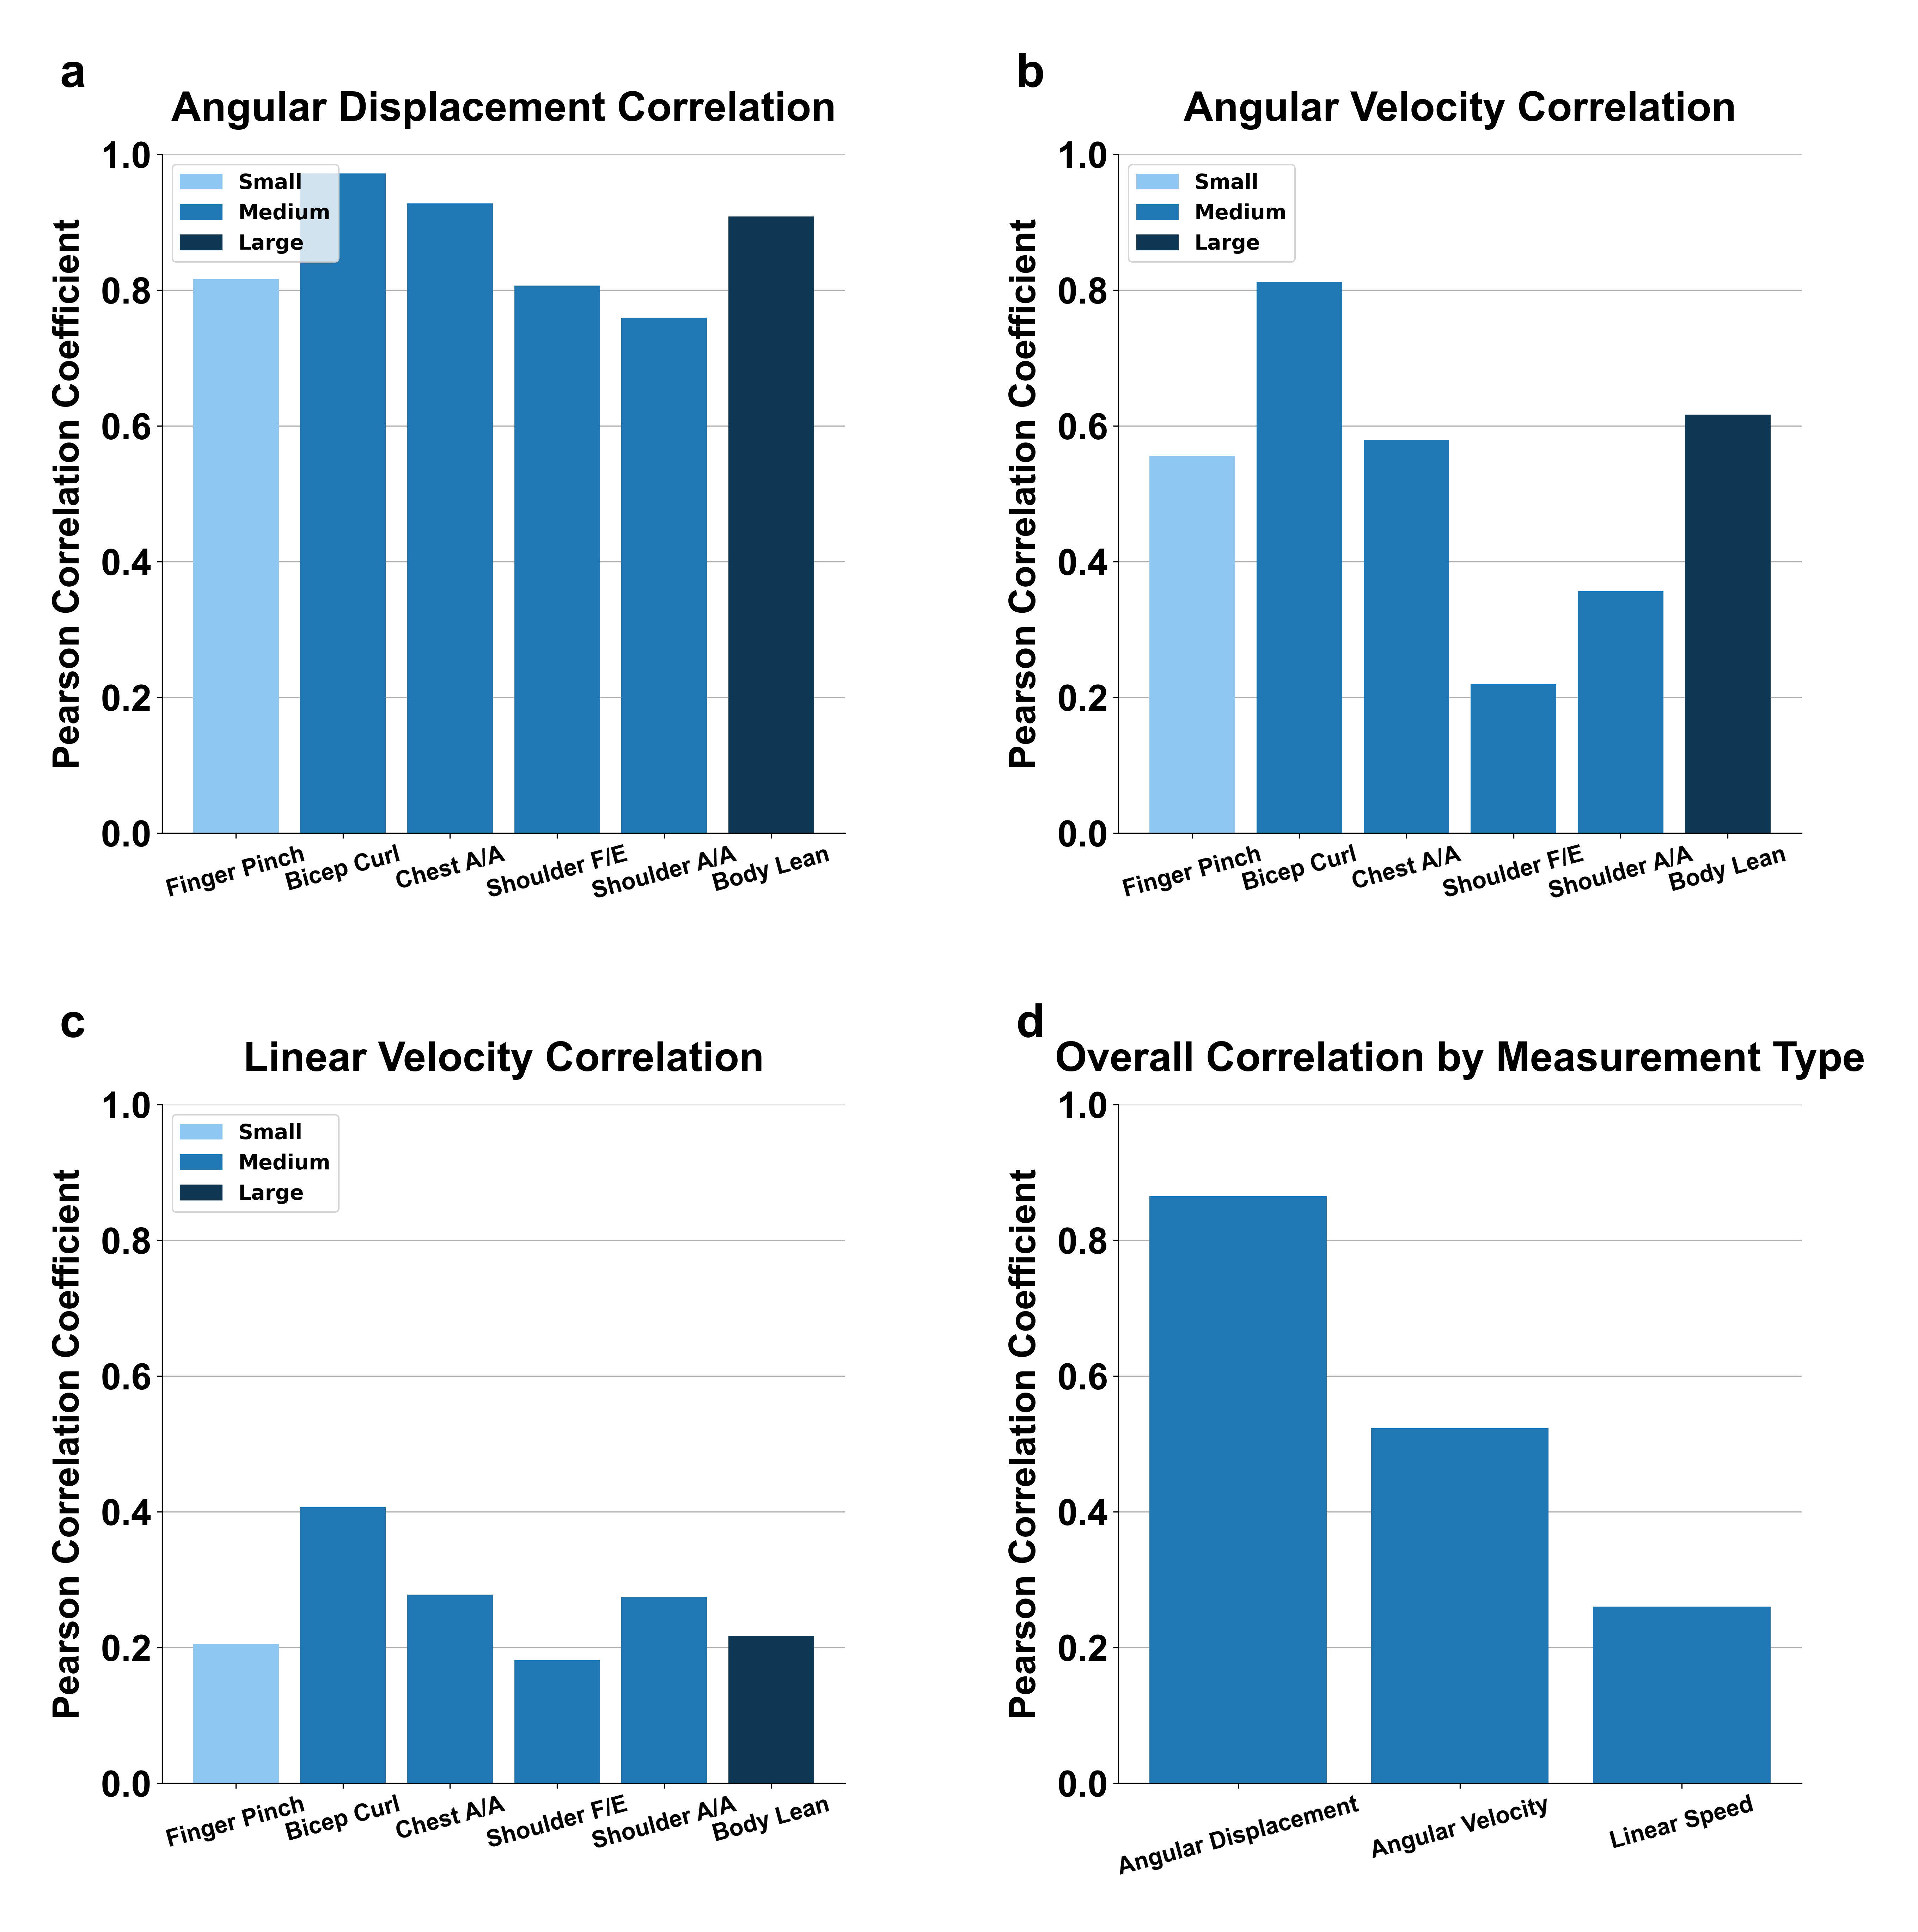 a
Angular Displacement Correlation
Pearson Correlation Coefficient
1.0
0.8
0.6
0.4
0.2
0.0
Small
Medium
Large
Finger Pinch
Bicep Curl
Chest A/A
Shoulder F/E
Shoulder A/A
Body Lean
b
Angular Velocity Correlation
Pearson Correlation Coefficient
1.0
0.8
0.6
0.4
0.2
0.0
Small
Medium
Large
Finger Pinch
Bicep Curl
Chest A/A
Shoulder F/E
Shoulder A/A
Body Lean
c
Linear Velocity Correlation
Pearson Correlation Coefficient
1.0
0.8
0.6
0.4
0.2
0.0
Small
Medium
Large
Finger Pinch
Bicep Curl
Chest A/A
Shoulder F/E
Shoulder A/A
Body Lean
d
Overall Correlation by Measurement Type
Pearson Correlation Coefficient
1.0
0.8
0.6
0.4
0.2
0.0
Angular Displacement
Angular Velocity
Linear Speed